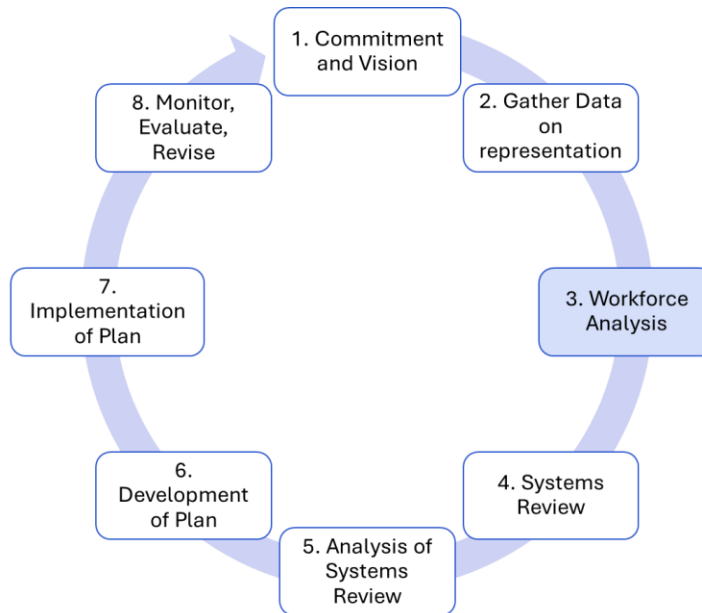 1. Commitment
and Vision
2. Gather Data
on
representation
3. Workforce
Analysis
4. Systems
Review
5. Analysis of
Systems
Review
6.
Development
of Plan
7.
Implementation
of Plan
8. Monitor,
Evaluate,
Revise